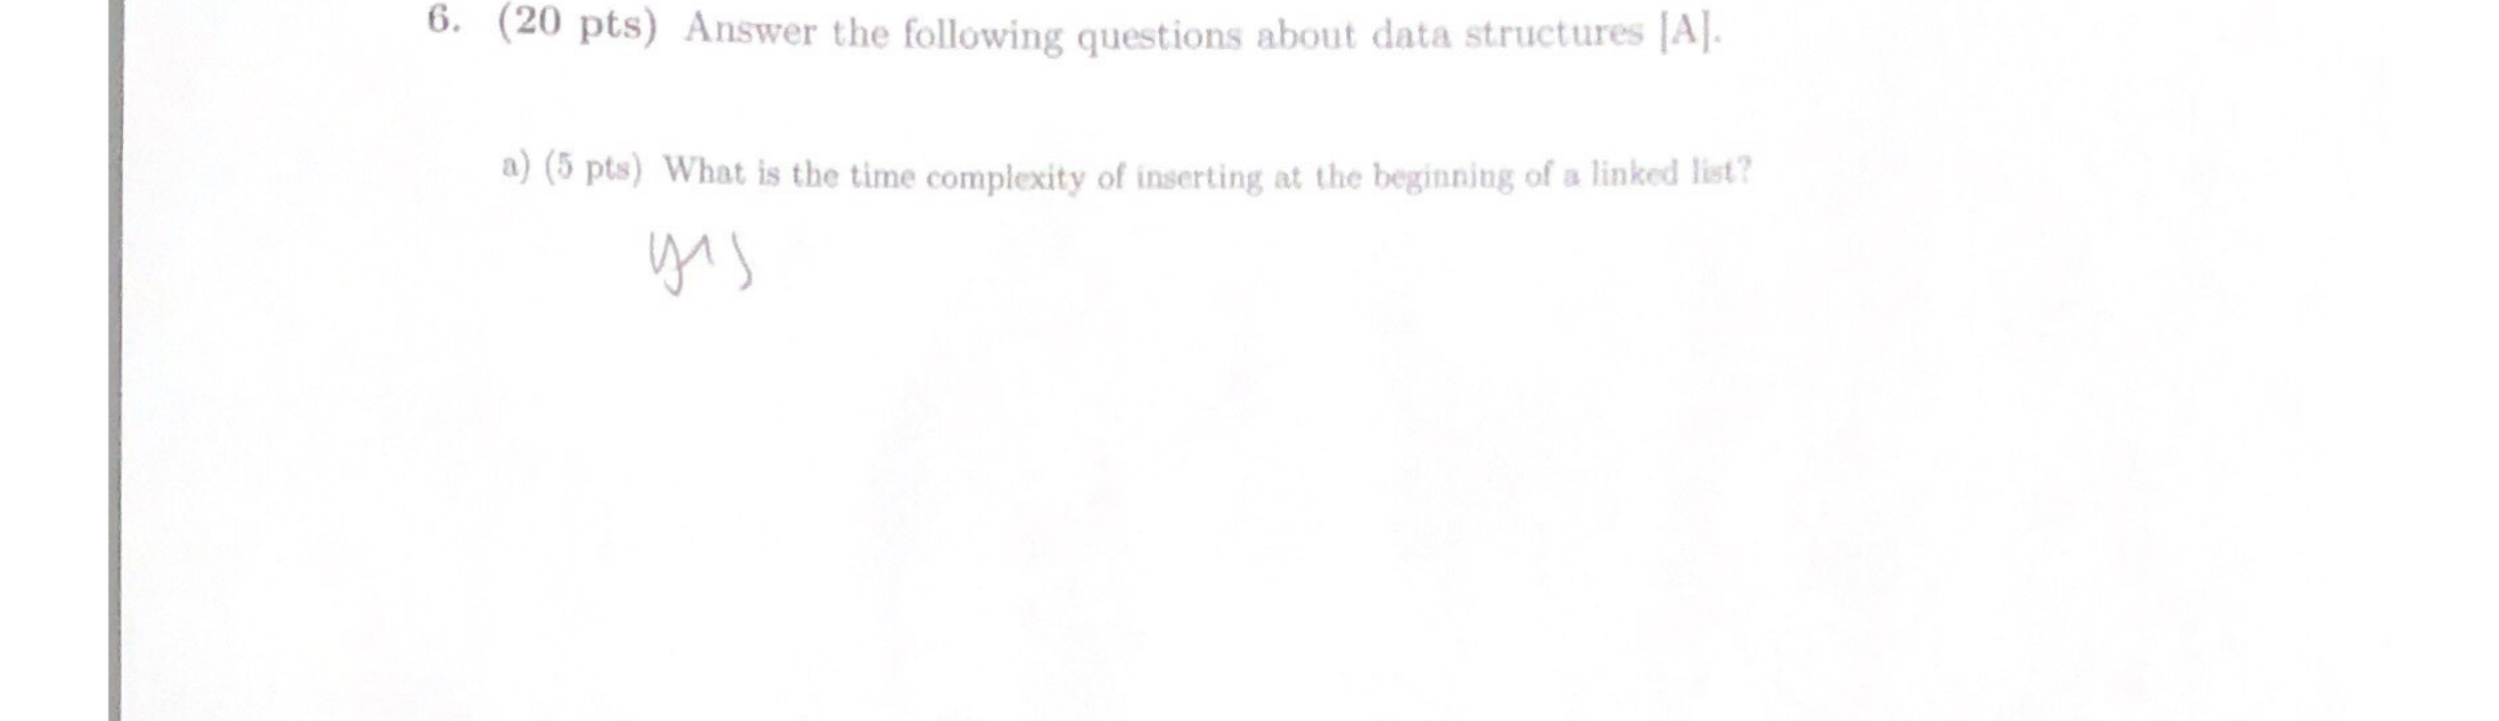 6. (20 pts) Answer the following questions about data structures [A].
a) (5 pts) What is the time complexity of inserting at the beginning of a linked list?
yes